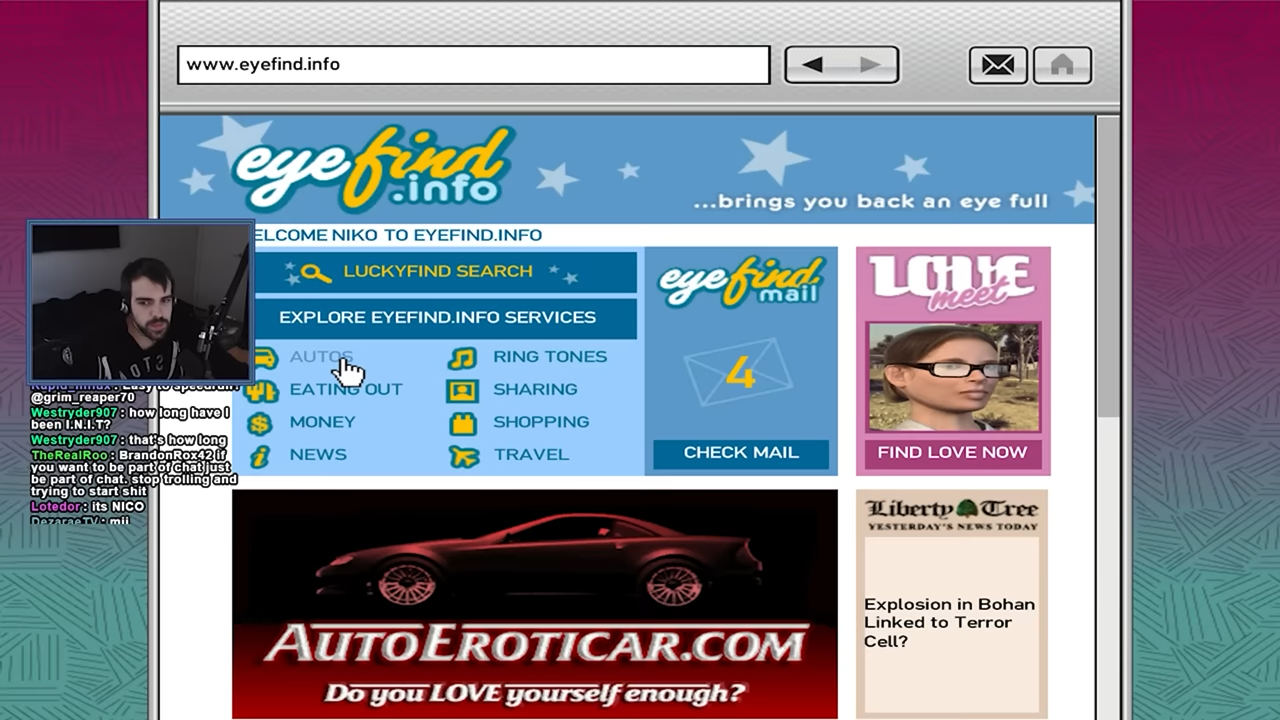 www.eyefind.info
eyefind
.info
...brings you back an eye full
ELCOME NIKO TO EYEFIND.INFO
LUCKYFIND SEARCH
EXPLORE EYEFIND.INFO SERVICES
AUTOS
RING TONES
EATING OUT
SHARING
MONEY
SHOPPING
NEWS
TRAVEL
eyefind
mail
4
CHECK MAIL
LOVE
meet
FIND LOVE NOW
@grim_reaper70
Westryder907: how long have I
been I.N.I.T?
Westryder907: that's how long
TheRealRoo: BrandonRox42 if
you want to be part of chat just
be part of chat. stop trolling and
trying to start shit
Lotedor: its NICO
DezaraeTV: mii
AUTOEROTICAR.COM
Do you LOVE yourself enough?
Liberty Tree
YESTERDAY'S NEWS TODAY
Explosion in Bohan
Linked to Terror
Cell?